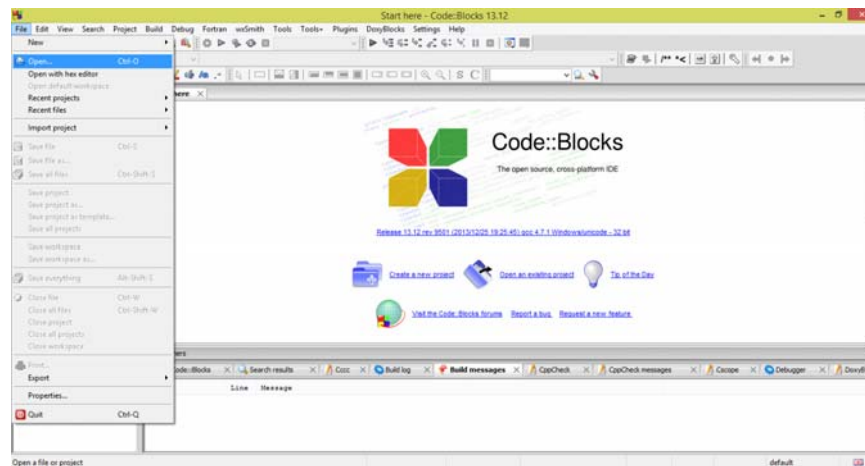 Start here - Code::Blocks 13.12
File Edit View Search Project Build Debug Fortran wxSmith Tools Tools+ Plugins DoxyBlocks Settings Help
New
Open... Ctrl-O
Open with hex editor
Open default workspace
Recent projects
Recent files
Import project
Save file Ctrl-S
Save file as...
Save all files Ctrl-Shift-S
Save project
Save project as...
Save project as template...
Save all projects
Save workspace
Save workspace as...
Save everything Alt-Shift-S
Close file Ctrl-W
Close all files Ctrl-Shift-W
Close project
Close all projects
Close workspace
Print...
Export
Properties...
Quit Ctrl-Q
S C
here
Code::Blocks
The open source, cross-platform IDE
Release 13.12 rev 9501 (2013/12/25 19:25:45) gcc 4.7.1 Windows/unicode - 32 bit
Create a new project Open an existing project Tip of the Day
Visit the Code::Blocks forums Report a bug Request a new feature
ers
ode::Blocks Search results Cccc Build log Build messages CppCheck CppCheck messages Cscope Debugger DoxyB
Line Message
Open a file or project default